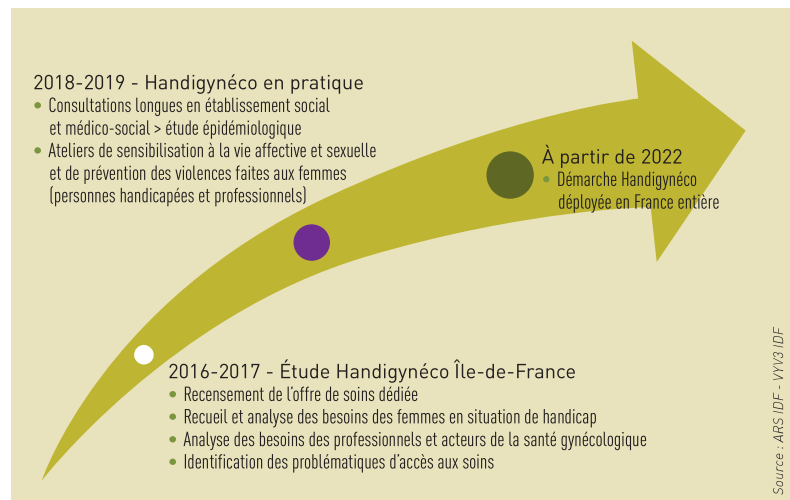 2018-2019 - Handigynéco en pratique
• Consultations longues en établissement social
et médico-social > étude épidémiologique
• Ateliers de sensibilisation à la vie affective et sexuelle
et de prévention des violences faites aux femmes
(personnes handicapées et professionnels)
À partir de 2022
• Démarche Handigynéco
déployée en France entière
2016-2017 - Étude Handigynéco Île-de-France
• Recensement de l'offre de soins dédiée
• Recueil et analyse des besoins des femmes en situation de handicap
• Analyse des besoins des professionnels et acteurs de la santé gynécologique
• Identification des problématiques d'accès aux soins
Source : ARS IDF - VYV3 IDF